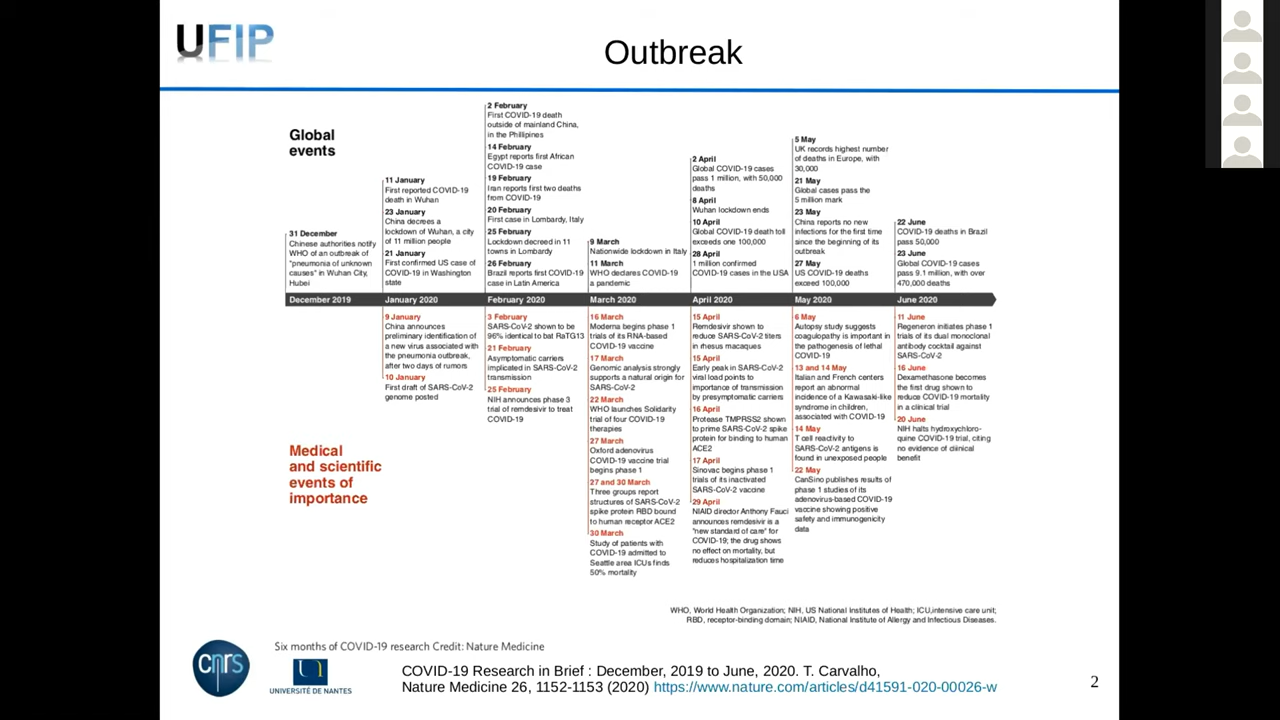 UFIP
Outbreak
Global
events
31 December
Chinese authorities notify
WHO of an outbreak of
"pneumonia of unknown
causes" in Wuhan City,
Hubei
11 January
First reported COVID-19
death in Wuhan
23 January
China decrees a
lockdown of Wuhan, a city
of 11 million people
21 January
First confirmed US case of
COVID-19 in Washington
state
2 February
First COVID-19 death
outside of mainland China,
in the Phillipines
14 February
Egypt reports first African
COVID-19 case
19 February
Iran reports first two deaths
from COVID-19
20 February
First case in Lombardy, Italy
25 February
Lockdown decreed in 11
towns in Lombardy
26 February
Brazil reports first COVID-19
case in Latin America
9 March
Nationwide lockdown in Italy
11 March
WHO declares COVID-19
a pandemic
2 April
Global COVID-19 cases
pass 1 million, with 50,000
deaths
8 April
Wuhan lockdown ends
10 April
Global COVID-19 death toll
exceeds one 100,000
28 April
1 million confirmed
COVID-19 cases in the USA
5 May
UK records highest number
of deaths in Europe, with
30,000
21 May
Global cases pass the
5 million mark
23 May
China reports no new
infections for the first time
since the beginning of its
outbreak
27 May
US COVID-19 deaths
exceed 100,000
22 June
COVID-19 deaths in Brazil
pass 50,000
23 June
Global COVID-19 cases
pass 9.1 million, with over
470,000 deaths
December 2019
January 2020
February 2020
March 2020
April 2020
May 2020
June 2020
9 January
China announces
preliminary identification of
a new virus associated with
the pneumonia outbreak,
after two days of rumors
10 January
First draft of SARS-CoV-2
genome posted
3 February
SARS-CoV-2 shown to be
96% identical to bat RaTG13
21 February
Asymptomatic carriers
implicated in SARS-CoV-2
transmission
25 February
NIH announces phase 3
trial of remdesivir to treat
COVID-19
16 March
Moderna begins phase 1
trials of its RNA-based
COVID-19 vaccine
17 March
Genomic analysis strongly
supports a natural origin for
SARS-CoV-2
22 March
WHO launches Solidarity
trial of four COVID-19
therapies
27 March
Oxford adenovirus
COVID-19 vaccine trial
begins phase 1
27 and 30 March
Three groups report
structures of SARS-CoV-2
spike protein RBD bound
to human receptor ACE2
30 March
Study of patients with
COVID-19 admitted to
Seattle area ICUs finds
50% mortality
15 April
Remdesivir shown to
reduce SARS-COV-2 titers
in rhesus macaques
15 April
Early peak in SARS-CoV-2
viral load points to
importance of transmission
by presymptomatic carriers
16 April
Protease TMPRSS2 shown
to prime SARS-CoV-2 spike
protein for binding to human
ACE2
17 April
Sinovac begins phase 1
trials of its inactivated
SARS-CoV-2 vaccine
29 April
NIAID director Anthony Fauci
announces remdesivir is a
"new standard of care" for
COVID-19; the drug shows
no effect on mortality, but
reduces hospitalization time
6 May
Autopsy study suggests
coagulopathy is important in
the pathogenesis of lethal
COVID-19
13 and 14 May
Italian and French centers
report an abnormal
incidence of a Kawasaki-like
syndrome in children,
associated with COVID-19
14 May
T cell reactivity to
SARS-COV-2 antigens is
found in unexposed people
22 May
CanSino publishes results of
phase 1 studies of its
adenovirus-based COVID-19
vaccine showing positive
safety and immunogenicity
data
11 June
Regeneron initiates phase 1
trials of its dual monoclonal
antibody cocktail against
SARS-CoV-2
16 June
Dexamethasone becomes
the first drug shown to
reduce COVID-19 mortality
in a clinical trial
20 June
NIH halts hydroxychloro-
quine COVID-19 trial, citing
no evidence of clinical
benefit
Medical
and scientific
events of
importance
WHO, World Health Organization; NIH, US National Institutes of Health; ICU,intensive care unit;
RBD, receptor-binding domain; NIAID, National Institute of Allergy and Infectious Diseases.
Six months of COVID-19 research Credit: Nature Medicine
cnrs
UNIVERSITÉ DE NANTES
COVID-19 Research in Brief : December, 2019 to June, 2020. T. Carvalho,
Nature Medicine 26, 1152-1153 (2020) https://www.nature.com/articles/d41591-020-00026-w
2